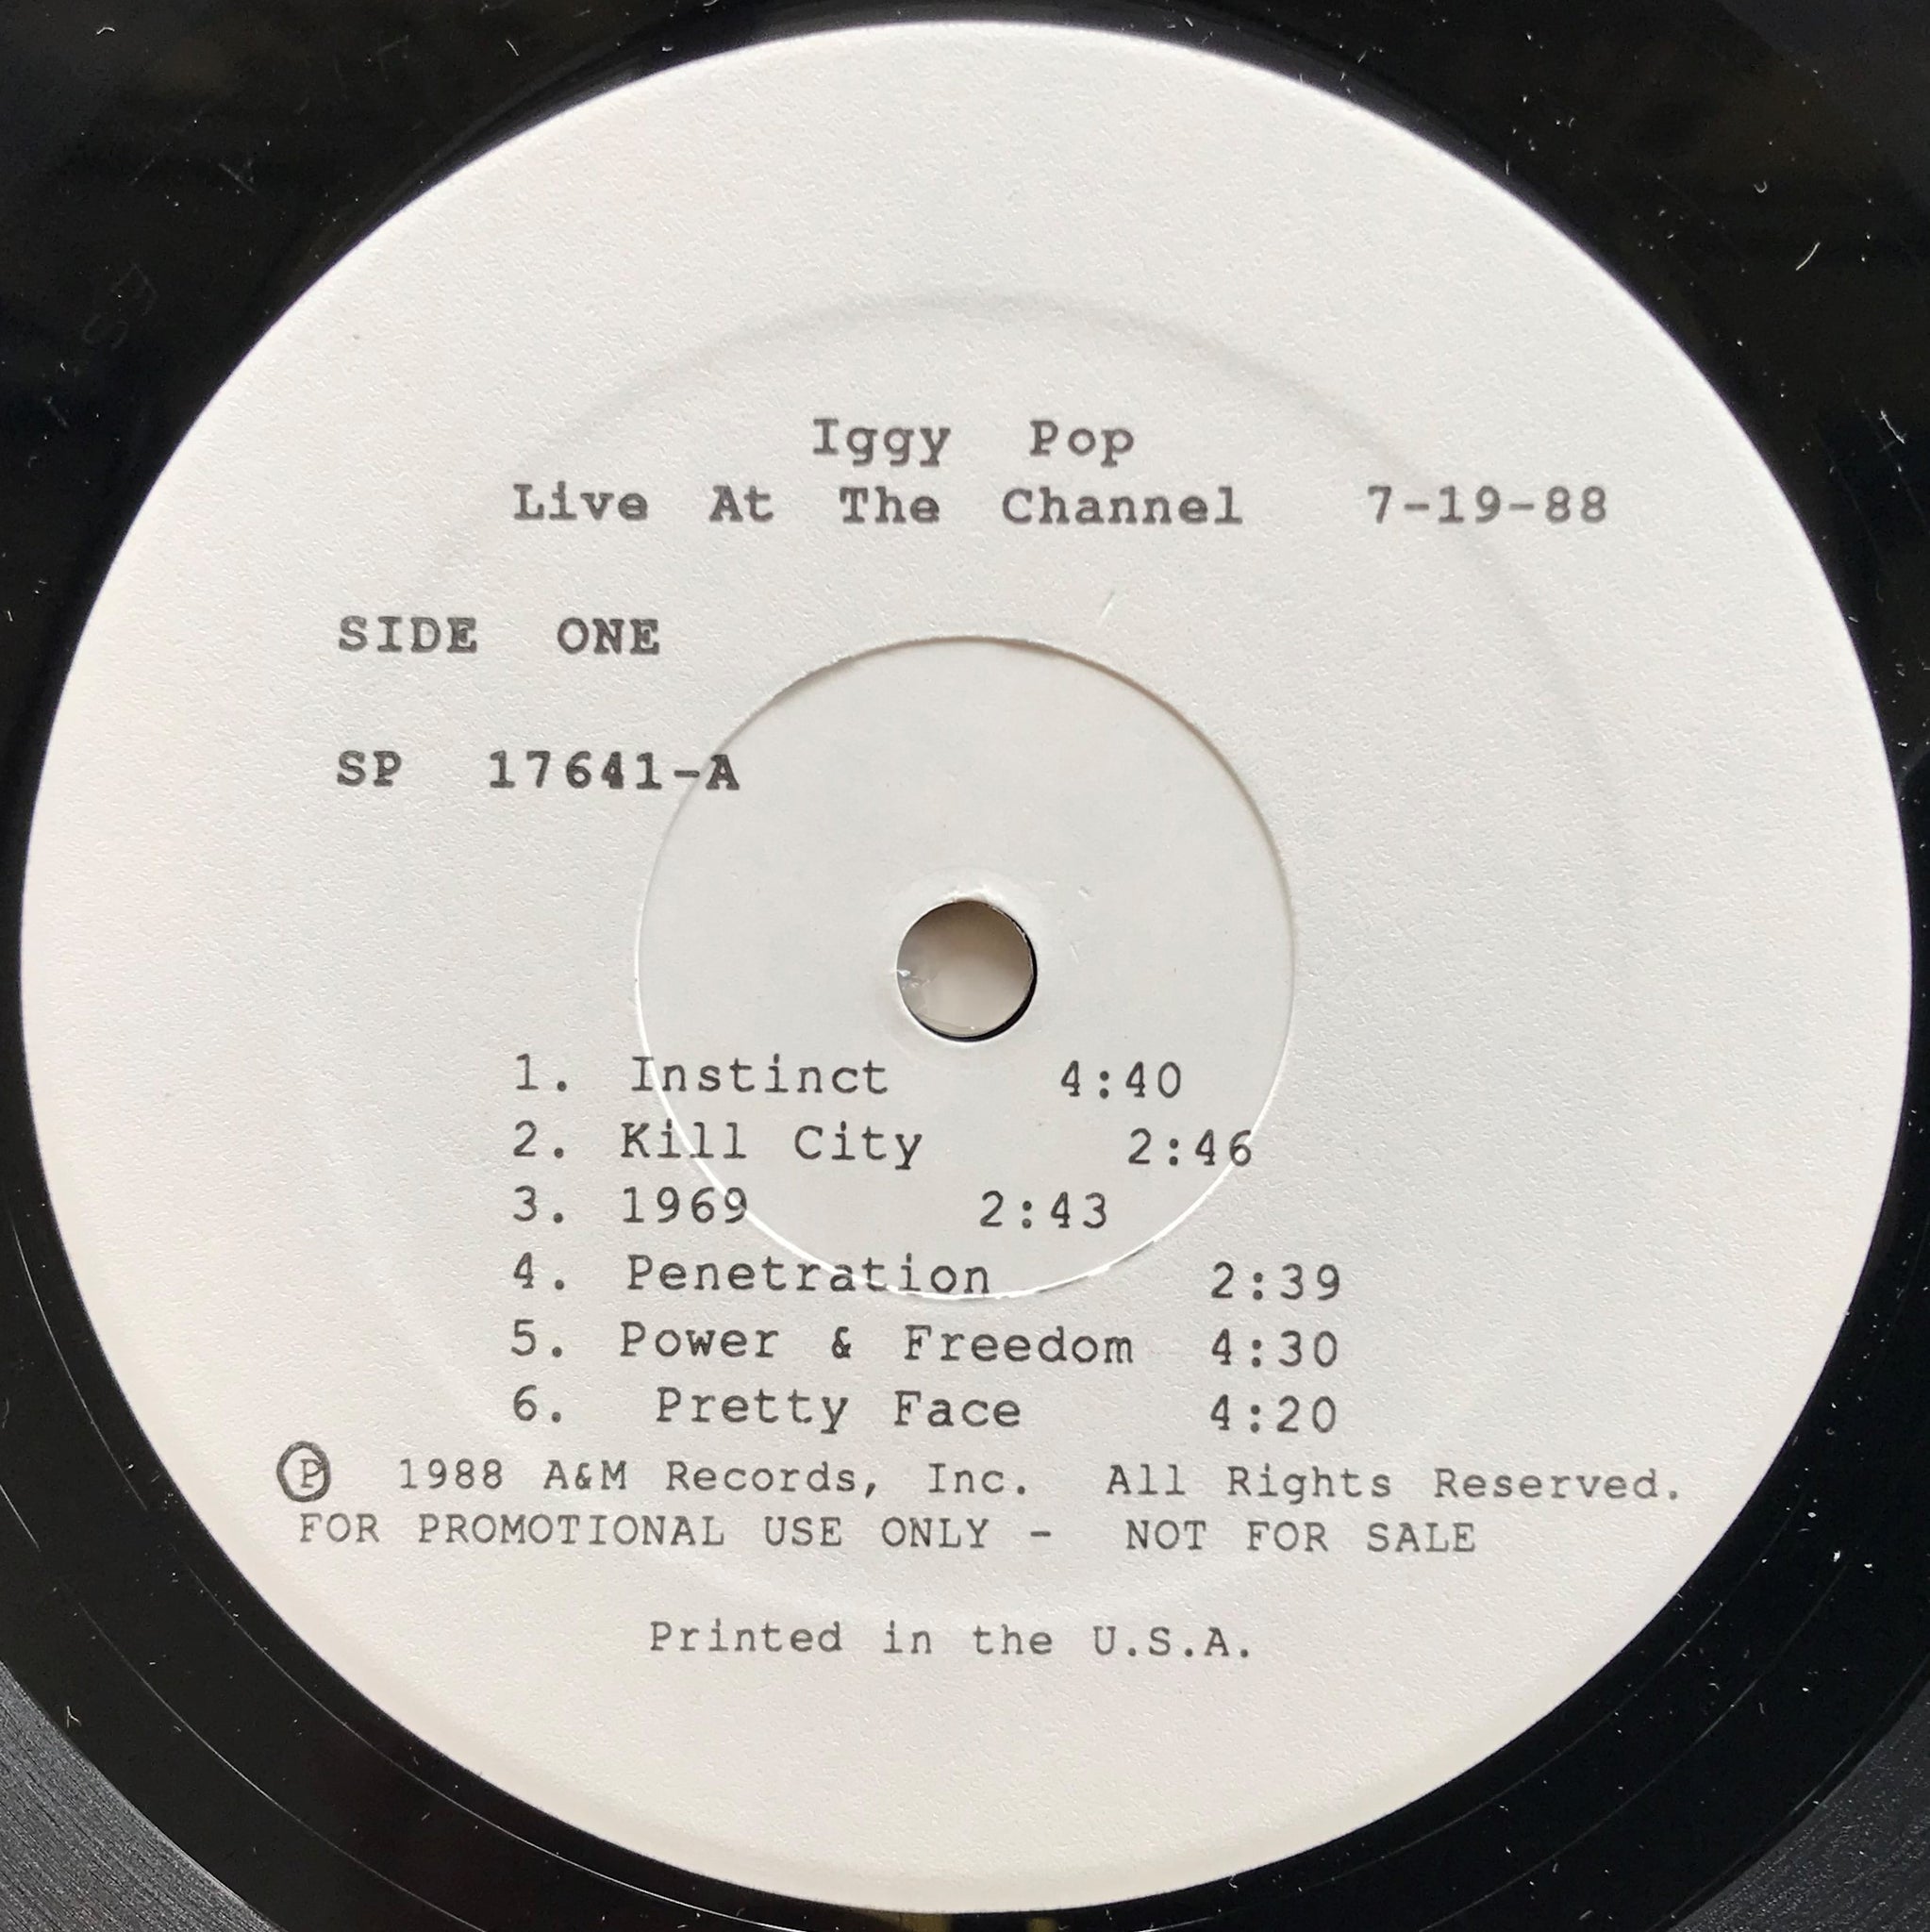 Iggy Pop
Live At The Channel 7-19-88
SIDE ONE
SP 17641-A
1. Instinct 4:40
2. Kill City 2:46
3. 1969 2:43
4. Penetration 2:39
5. Power & Freedom 4:30
6. Pretty Face 4:20
Ⓟ 1988 A&M Records, Inc. All Rights Reserved.
FOR PROMOTIONAL USE ONLY - NOT FOR SALE
Printed in the U.S.A.